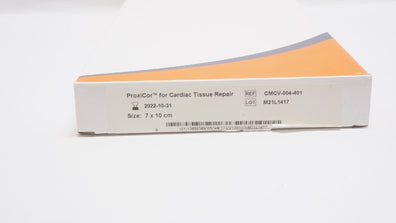 ProxiCor™ for Cardiac Tissue Repair
REF CMCV-004-401
2022-10-31
LOT M21L1417
Size: 7 x 10 cm